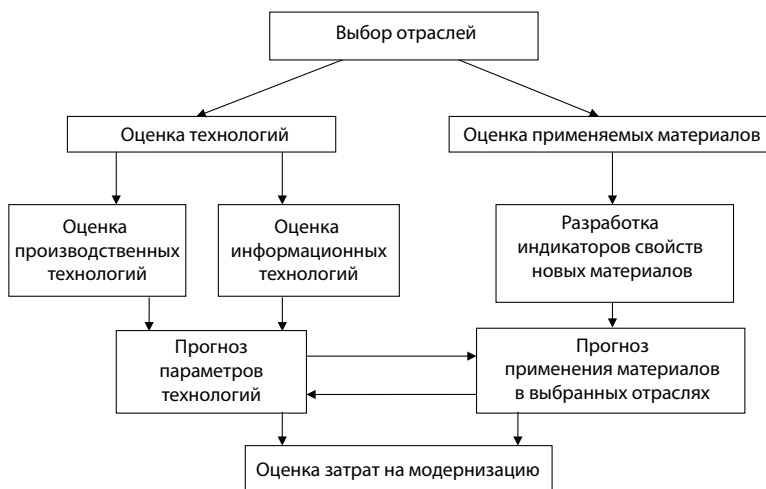 Выбор отраслей
Оценка технологий
Оценка применяемых материалов
Оценка
производственных
технологий
Оценка
информационных
технологий
Разработка
индикаторов свойств
новых материалов
Прогноз
параметров
технологий
Прогноз
применения материалов
в выбранных отраслях
Оценка затрат на модернизацию